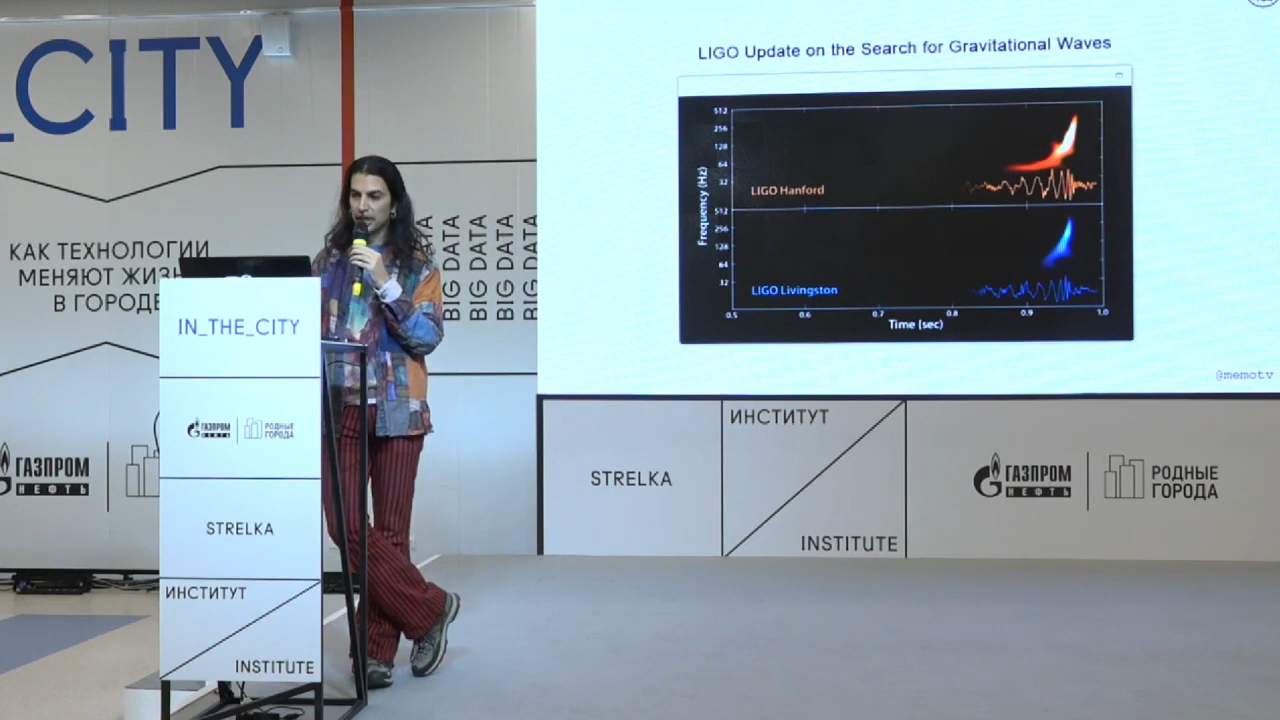 _CITY
КАК ТЕХНОЛОГИИ
МЕНЯЮТ ЖИЗН
В ГОРОДЕ
DATA
BIG DATA
BIG DATA
BIG DATA
BIG DATA
ГАЗПРОМ
НЕФТЬ
IN_THE_CITY
ГАЗПРОМ
НЕФТЬ
РОДНЫЕ
ГОРОДА
STRELKA
ИНСТИТУТ
INSTITUTE
LIGO Update on the Search for Gravitational Waves
Frequency (Hz)
512
256
128
64
32
LIGO Hanford
512
256
128
64
32
LIGO Livingston
0.5
0.6
0.7
0.8
0.9
1.0
Time (sec)
@memotv
STRELKA
ИНСТИТУТ
INSTITUTE
ГАЗПРОМ
НЕФТЬ
РОДНЫЕ
ГОРОДА